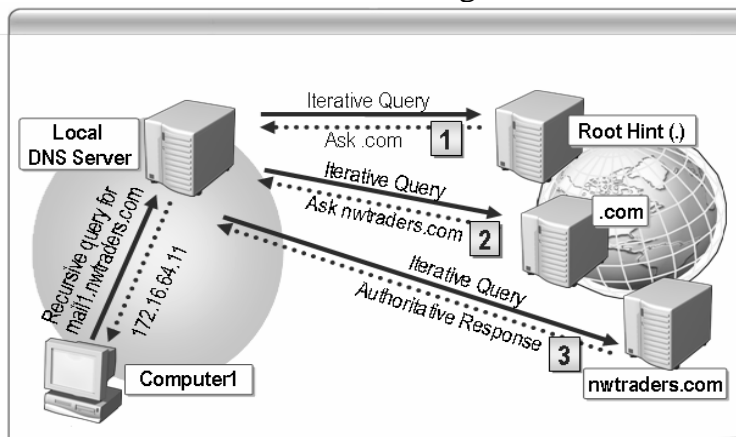 Iterative Query
Ask .com
1
Root Hint (.)
Local
DNS Server
Iterative Query
Ask nwtraders.com
2
.com
Iterative Query
Authoritative Response
3
nwtraders.com
Recursive query for
mail1.nwtraders.com
172.16.64.11
Computer1